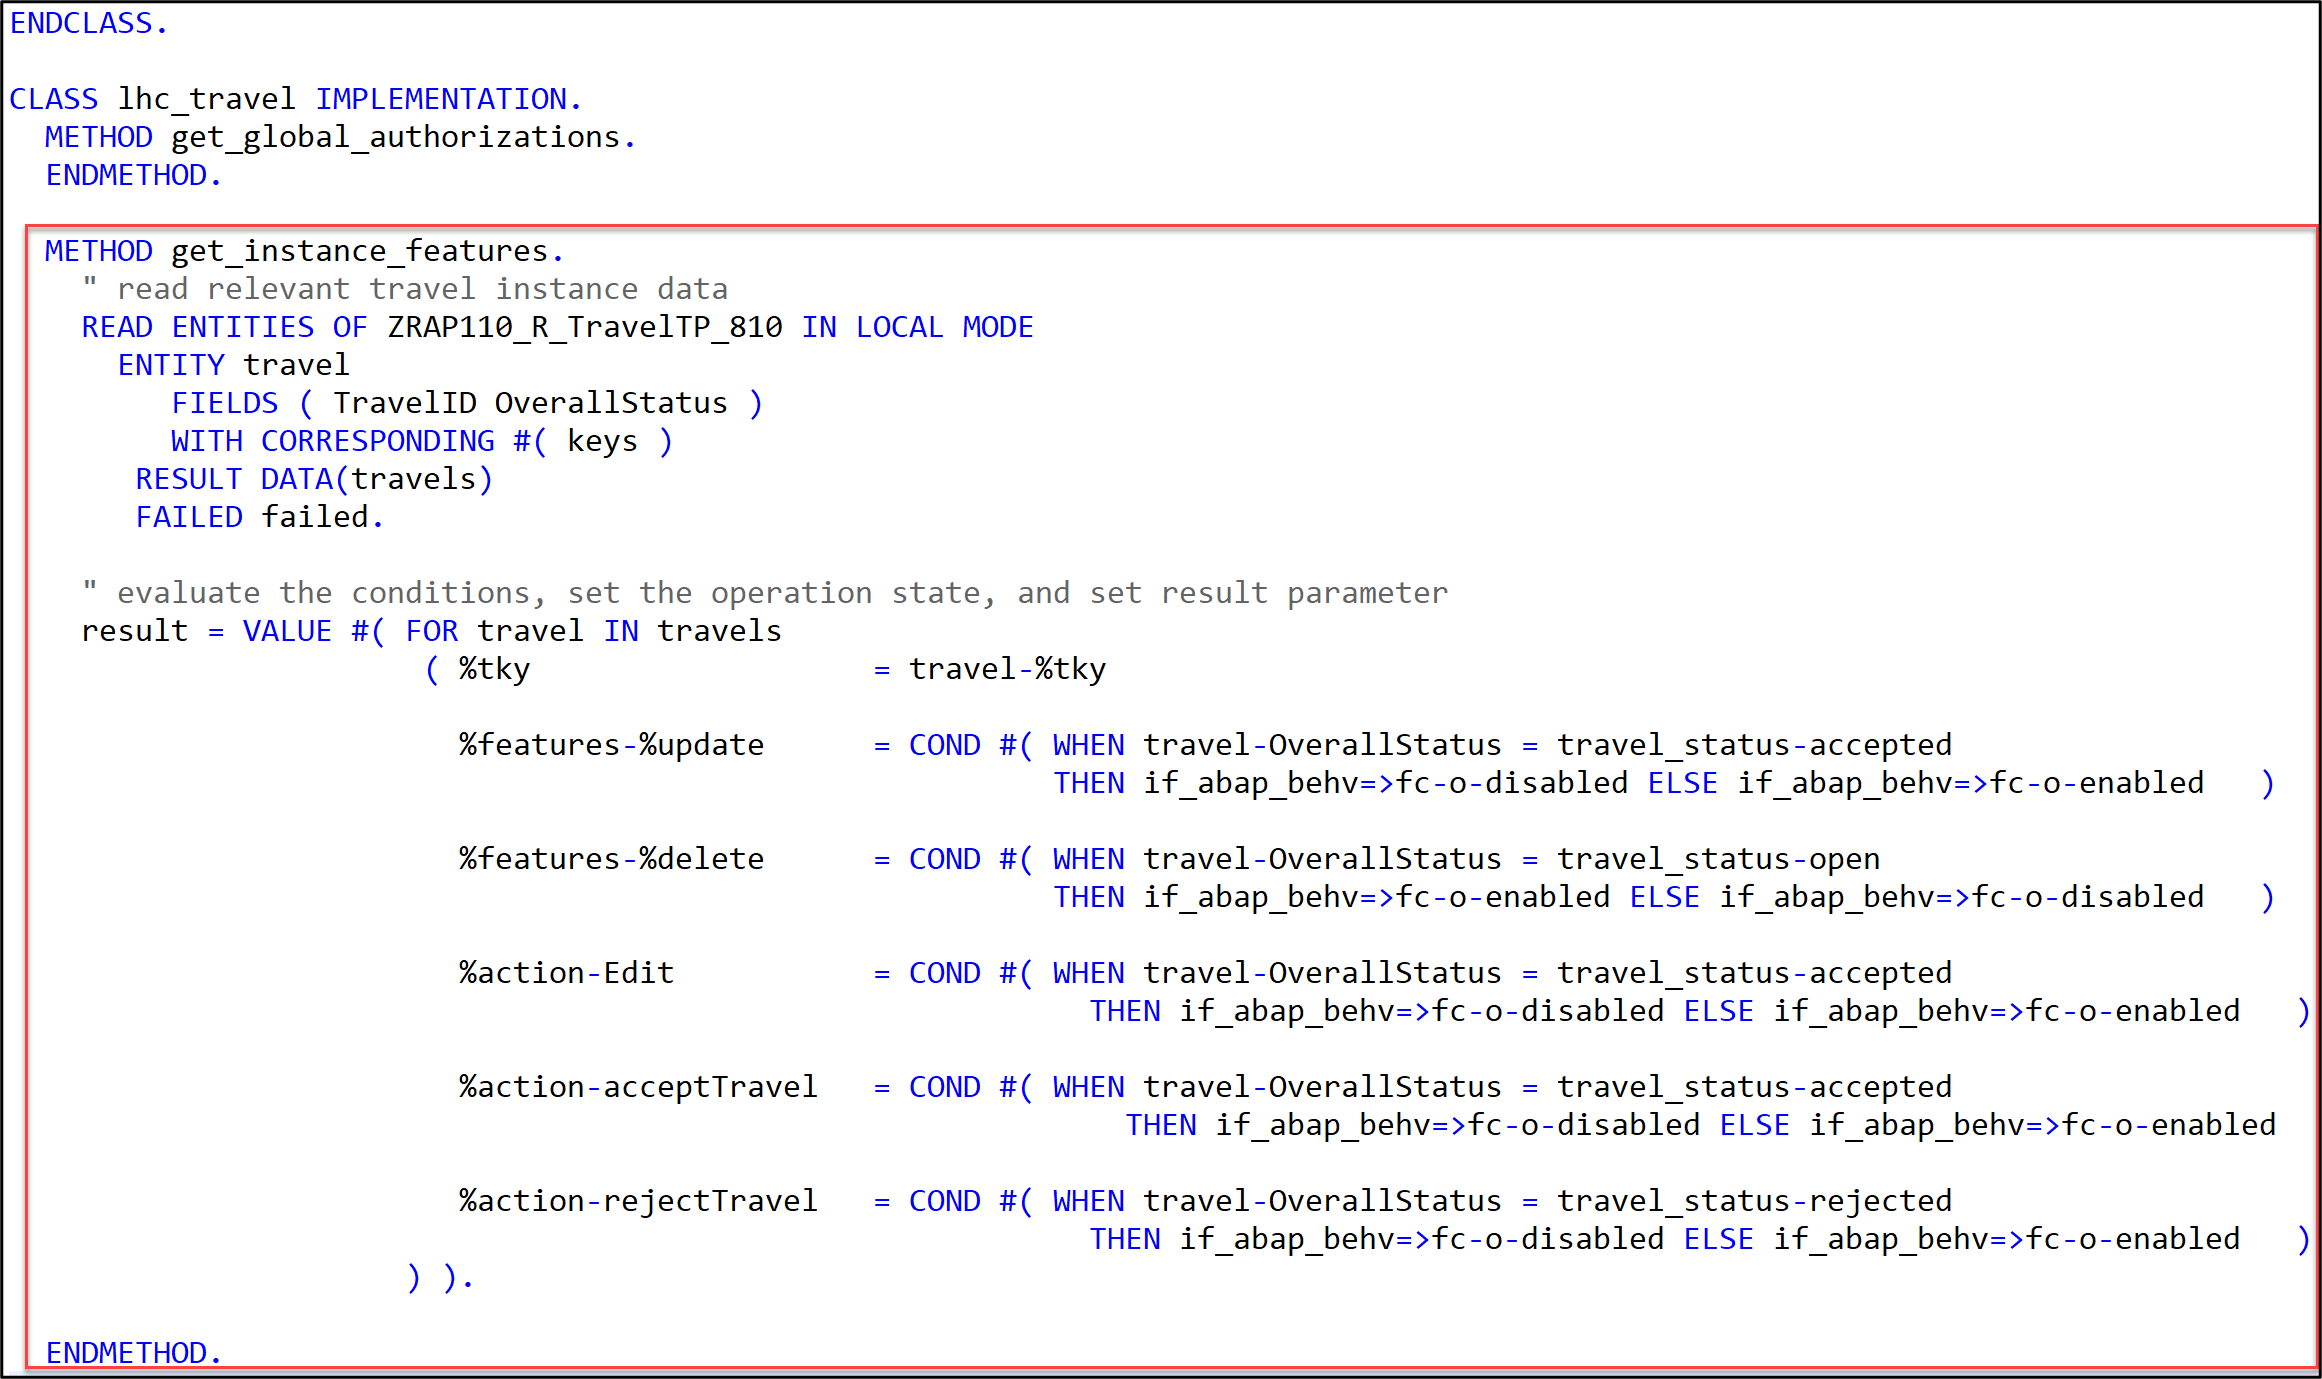 ENDCLASS.
CLASS lhc_travel IMPLEMENTATION.
METHOD get_global_authorizations.
ENDMETHOD.
METHOD get_instance_features.
" read relevant travel instance data
READ ENTITIES OF ZRAP110_R_TravelTP_810 IN LOCAL MODE
ENTITY travel
FIELDS ( TravelID OverallStatus )
WITH CORRESPONDING #( keys )
RESULT DATA(travels)
FAILED failed.
" evaluate the conditions, set the operation state, and set result parameter
result = VALUE #( FOR travel IN travels
( %tky = travel-%tky
%features-%update = COND #( WHEN travel-OverallStatus = travel_status-accepted
THEN if_abap_behv=>fc-o-disabled ELSE if_abap_behv=>fc-o-enabled )
%features-%delete = COND #( WHEN travel-OverallStatus = travel_status-open
THEN if_abap_behv=>fc-o-enabled ELSE if_abap_behv=>fc-o-disabled )
%action-Edit = COND #( WHEN travel-OverallStatus = travel_status-accepted
THEN if_abap_behv=>fc-o-disabled ELSE if_abap_behv=>fc-o-enabled )
%action-acceptTravel = COND #( WHEN travel-OverallStatus = travel_status-accepted
THEN if_abap_behv=>fc-o-disabled ELSE if_abap_behv=>fc-o-enabled
%action-rejectTravel = COND #( WHEN travel-OverallStatus = travel_status-rejected
THEN if_abap_behv=>fc-o-disabled ELSE if_abap_behv=>fc-o-enabled )
) ).
ENDMETHOD.